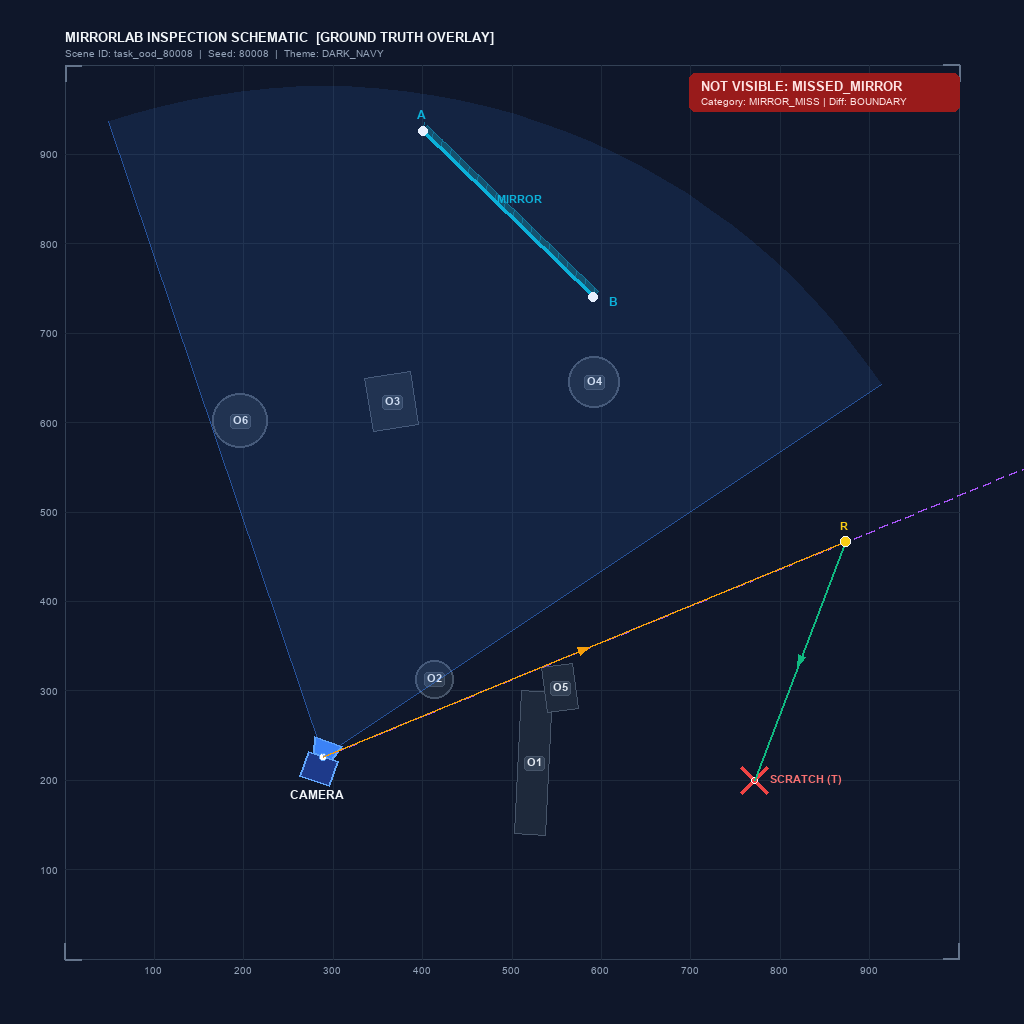 MIRRORLAB INSPECTION SCHEMATIC [GROUND TRUTH OVERLAY]
Scene ID: task_ood_80008 | Seed: 80008 | Theme: DARK_NAVY
NOT VISIBLE: MISSED_MIRROR
Category: MIRROR_MISS | Diff: BOUNDARY
A
900
MIRROR
800
B
700
O4
O3
O6
600
500
R
400
300
O2
O5
O1
200
SCRATCH (T)
CAMERA
100
100 200 300 400 500 600 700 800 900